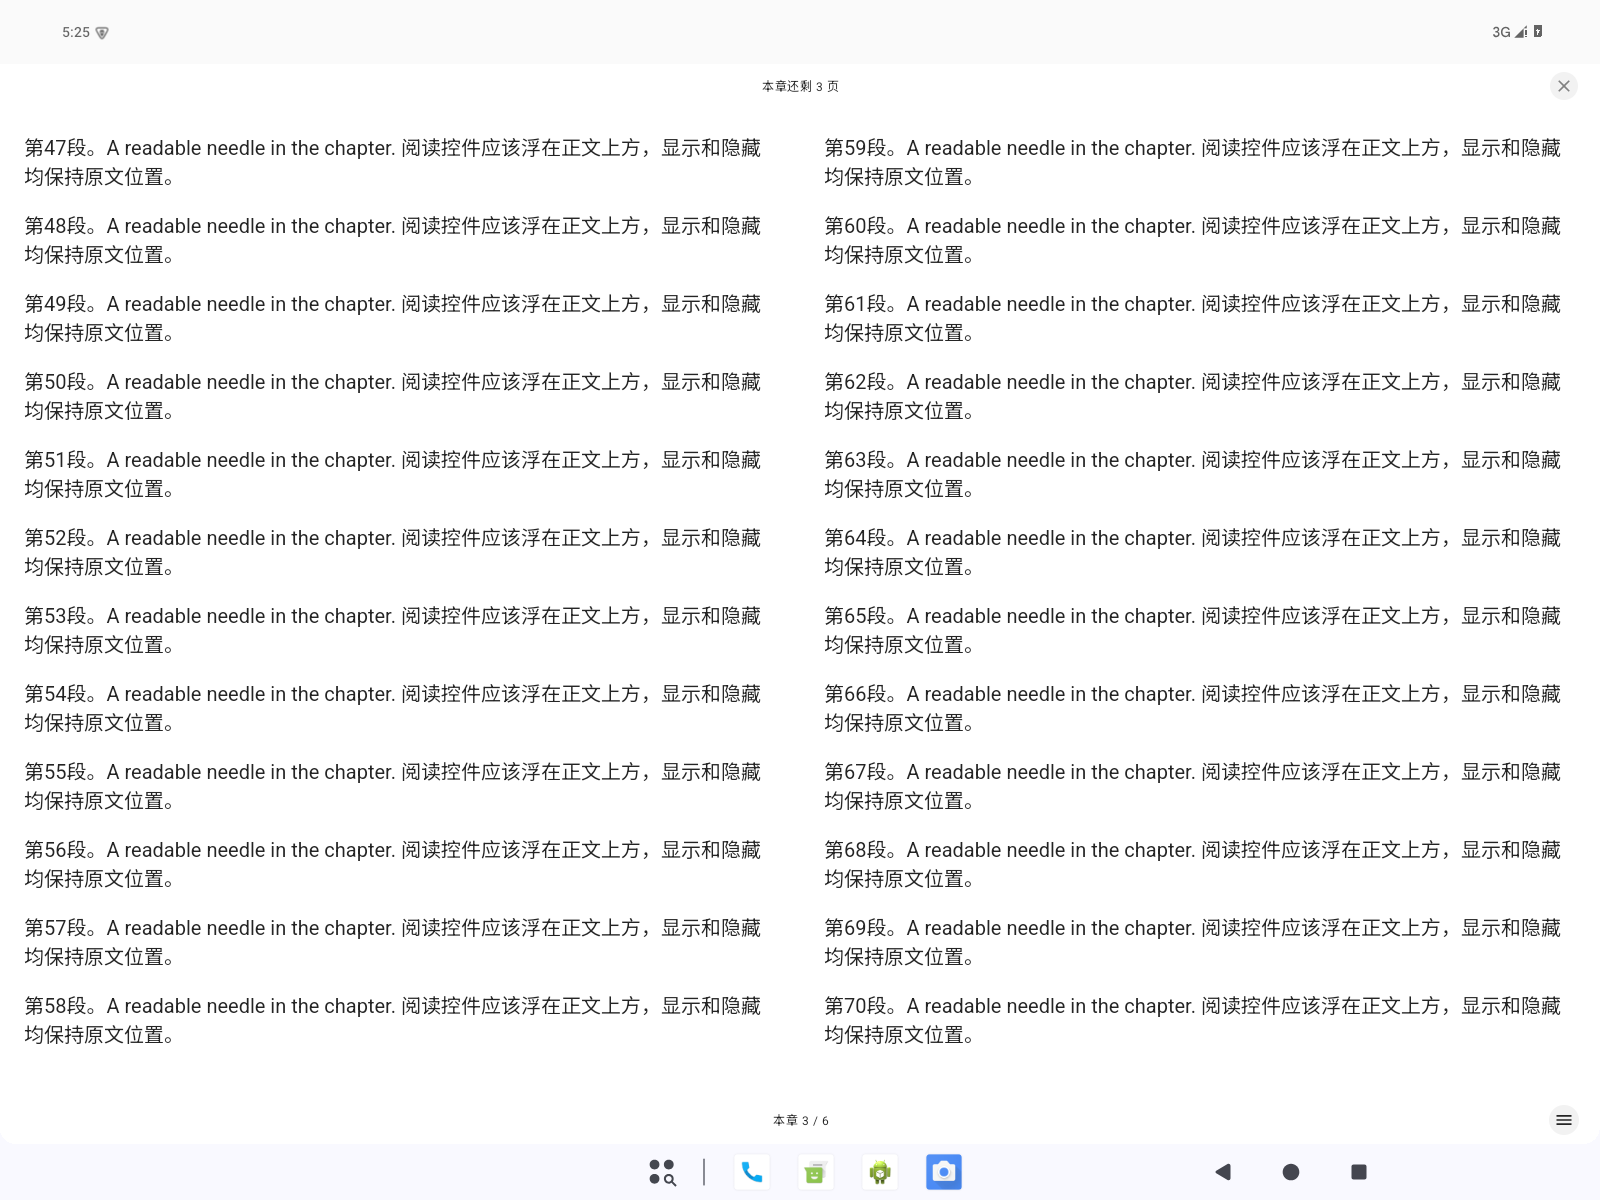 5:25
3G
本章还剩 3 页
第47段。A readable needle in the chapter. 阅读控件应该浮在正文上方，显示和隐藏
均保持原文位置。
第48段。A readable needle in the chapter. 阅读控件应该浮在正文上方，显示和隐藏
均保持原文位置。
第49段。A readable needle in the chapter. 阅读控件应该浮在正文上方，显示和隐藏
均保持原文位置。
第50段。A readable needle in the chapter. 阅读控件应该浮在正文上方，显示和隐藏
均保持原文位置。
第51段。A readable needle in the chapter. 阅读控件应该浮在正文上方，显示和隐藏
均保持原文位置。
第52段。A readable needle in the chapter. 阅读控件应该浮在正文上方，显示和隐藏
均保持原文位置。
第53段。A readable needle in the chapter. 阅读控件应该浮在正文上方，显示和隐藏
均保持原文位置。
第54段。A readable needle in the chapter. 阅读控件应该浮在正文上方，显示和隐藏
均保持原文位置。
第55段。A readable needle in the chapter. 阅读控件应该浮在正文上方，显示和隐藏
均保持原文位置。
第56段。A readable needle in the chapter. 阅读控件应该浮在正文上方，显示和隐藏
均保持原文位置。
第57段。A readable needle in the chapter. 阅读控件应该浮在正文上方，显示和隐藏
均保持原文位置。
第58段。A readable needle in the chapter. 阅读控件应该浮在正文上方，显示和隐藏
均保持原文位置。
第59段。A readable needle in the chapter. 阅读控件应该浮在正文上方，显示和隐藏
均保持原文位置。
第60段。A readable needle in the chapter. 阅读控件应该浮在正文上方，显示和隐藏
均保持原文位置。
第61段。A readable needle in the chapter. 阅读控件应该浮在正文上方，显示和隐藏
均保持原文位置。
第62段。A readable needle in the chapter. 阅读控件应该浮在正文上方，显示和隐藏
均保持原文位置。
第63段。A readable needle in the chapter. 阅读控件应该浮在正文上方，显示和隐藏
均保持原文位置。
第64段。A readable needle in the chapter. 阅读控件应该浮在正文上方，显示和隐藏
均保持原文位置。
第65段。A readable needle in the chapter. 阅读控件应该浮在正文上方，显示和隐藏
均保持原文位置。
第66段。A readable needle in the chapter. 阅读控件应该浮在正文上方，显示和隐藏
均保持原文位置。
第67段。A readable needle in the chapter. 阅读控件应该浮在正文上方，显示和隐藏
均保持原文位置。
第68段。A readable needle in the chapter. 阅读控件应该浮在正文上方，显示和隐藏
均保持原文位置。
第69段。A readable needle in the chapter. 阅读控件应该浮在正文上方，显示和隐藏
均保持原文位置。
第70段。A readable needle in the chapter. 阅读控件应该浮在正文上方，显示和隐藏
均保持原文位置。
本章 3 / 6